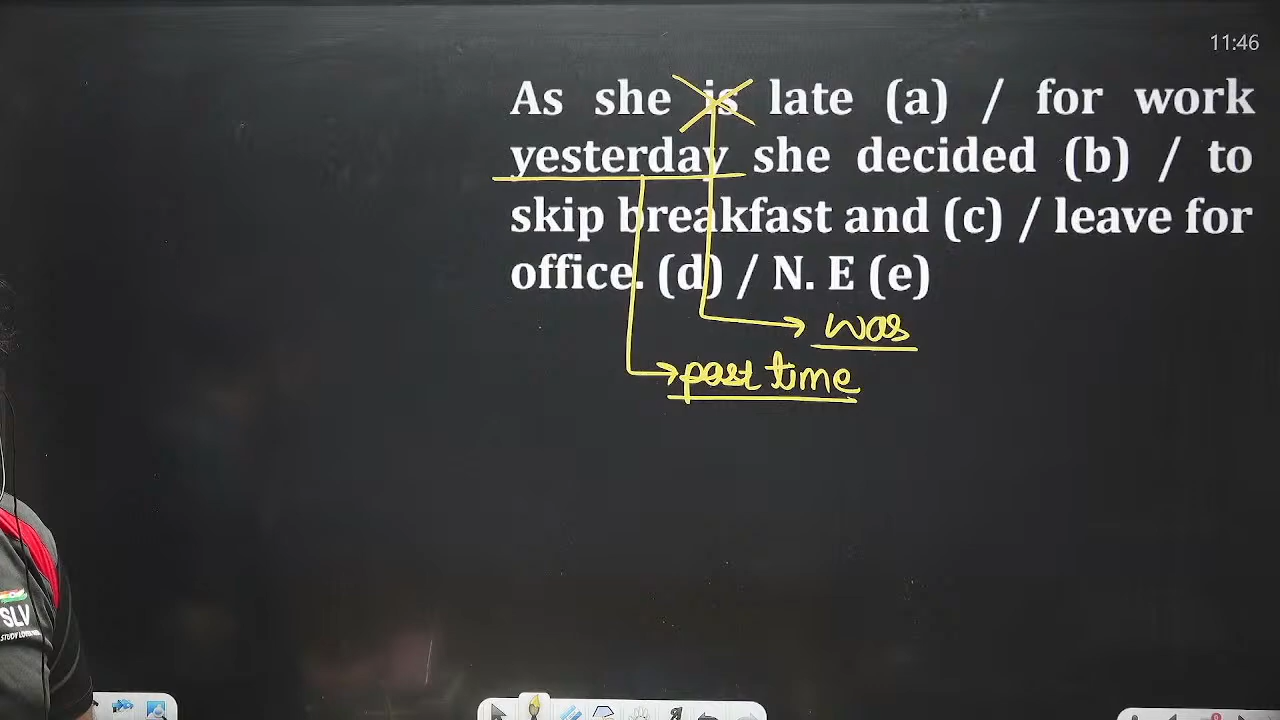 11:46
As she is late (a) / for work
yesterday she decided (b) / to
skip breakfast and (c) / leave for
office. (d) / N. E (e)
was
past time
SLV